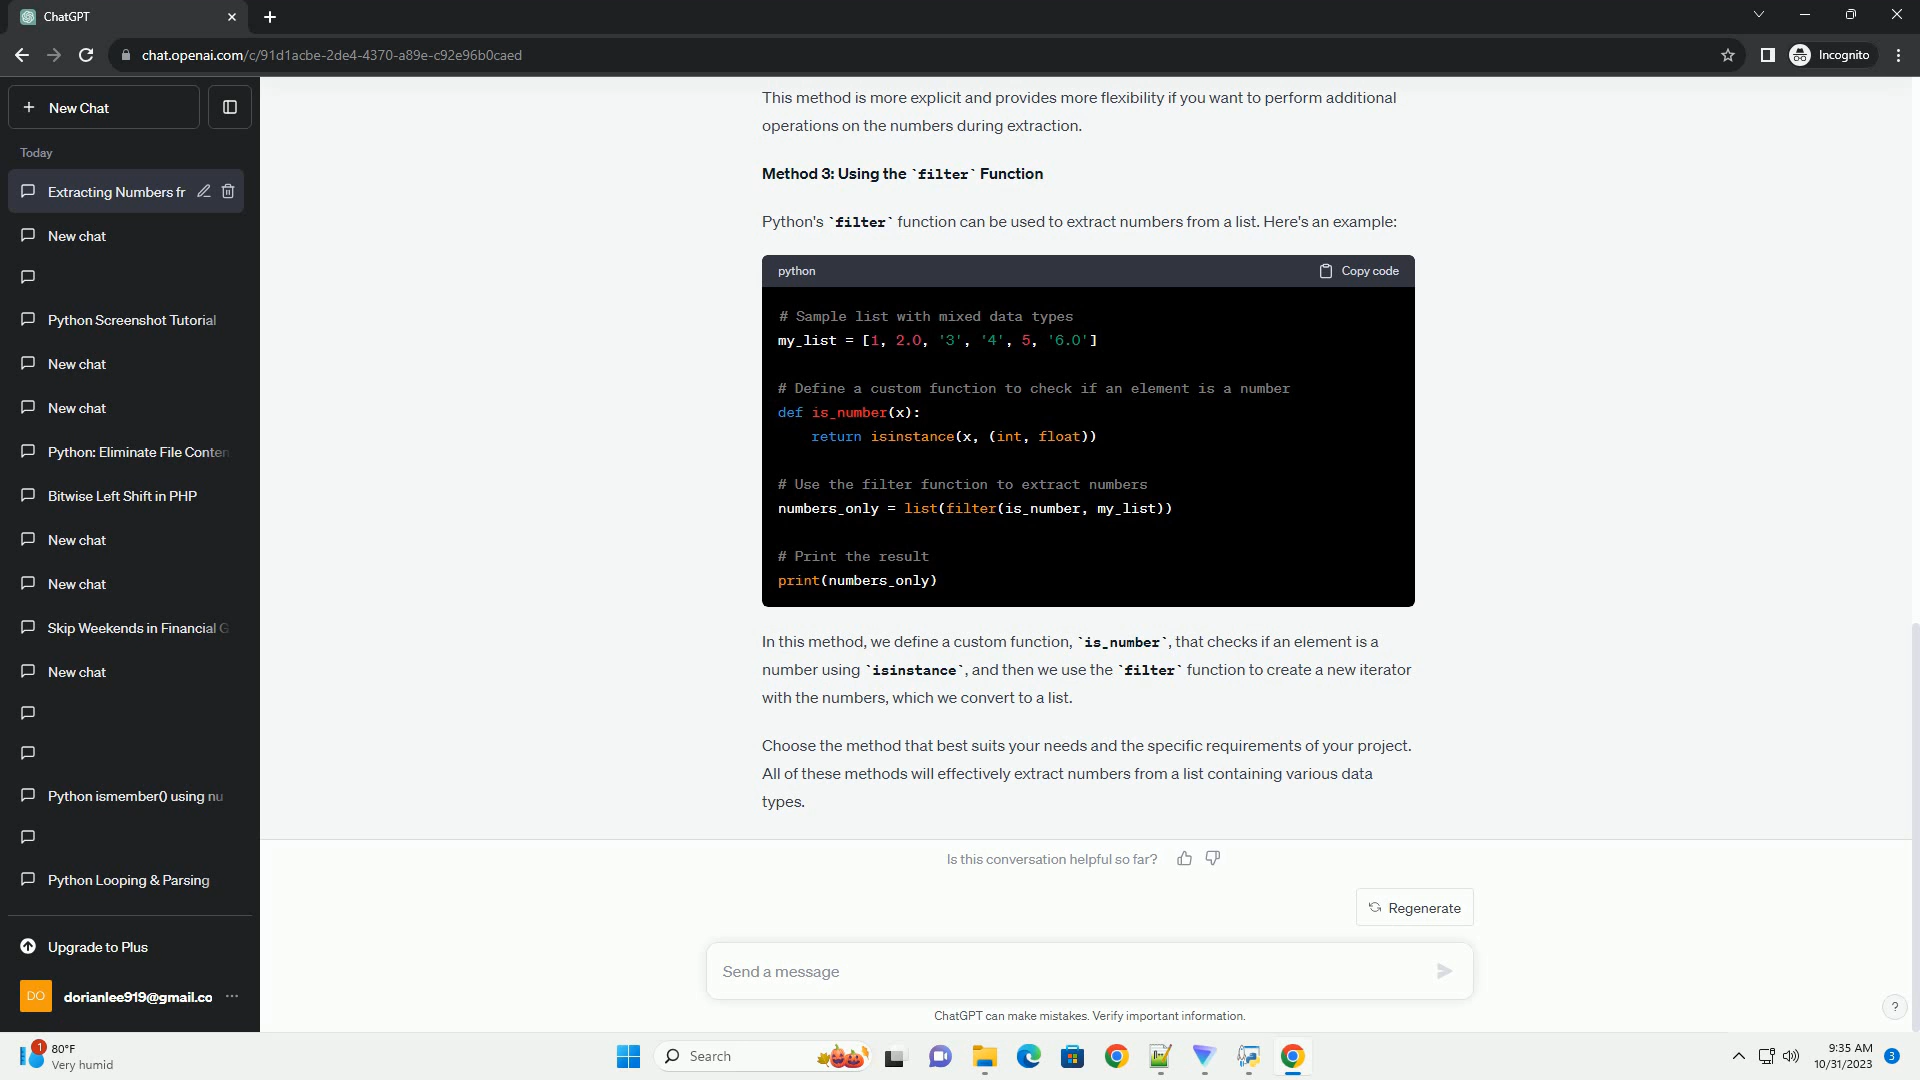 ChatGPT
chat.openai.com/c/91d1acbe-2de4-4370-a89e-c92e96b0caed
Incognito
New Chat
Today
Extracting Numbers fr
New chat
Python Screenshot Tutorial
New chat
New chat
Python: Eliminate File Conten
Bitwise Left Shift in PHP
New chat
New chat
Skip Weekends in Financial G
New chat
Python ismember() using nu
Python Looping & Parsing
Upgrade to Plus
DO
dorianlee919@gmail.co
This method is more explicit and provides more flexibility if you want to perform additional
operations on the numbers during extraction.
Method 3: Using the `filter` Function
Python's `filter` function can be used to extract numbers from a list. Here's an example:
python
Copy code
# Sample list with mixed data types
my_list = [1, 2.0, '3', '4', 5, '6.0']
# Define a custom function to check if an element is a number
def is_number(x):
    return isinstance(x, (int, float))
# Use the filter function to extract numbers
numbers_only = list(filter(is_number, my_list))
# Print the result
print(numbers_only)
In this method, we define a custom function, `is_number`, that checks if an element is a
number using `isinstance`, and then we use the `filter` function to create a new iterator
with the numbers, which we convert to a list.
Choose the method that best suits your needs and the specific requirements of your project.
All of these methods will effectively extract numbers from a list containing various data
types.
Is this conversation helpful so far?
Regenerate
Send a message
ChatGPT can make mistakes. Verify important information.
?
1
80°F
Very humid
Search
9:35 AM
10/31/2023
3